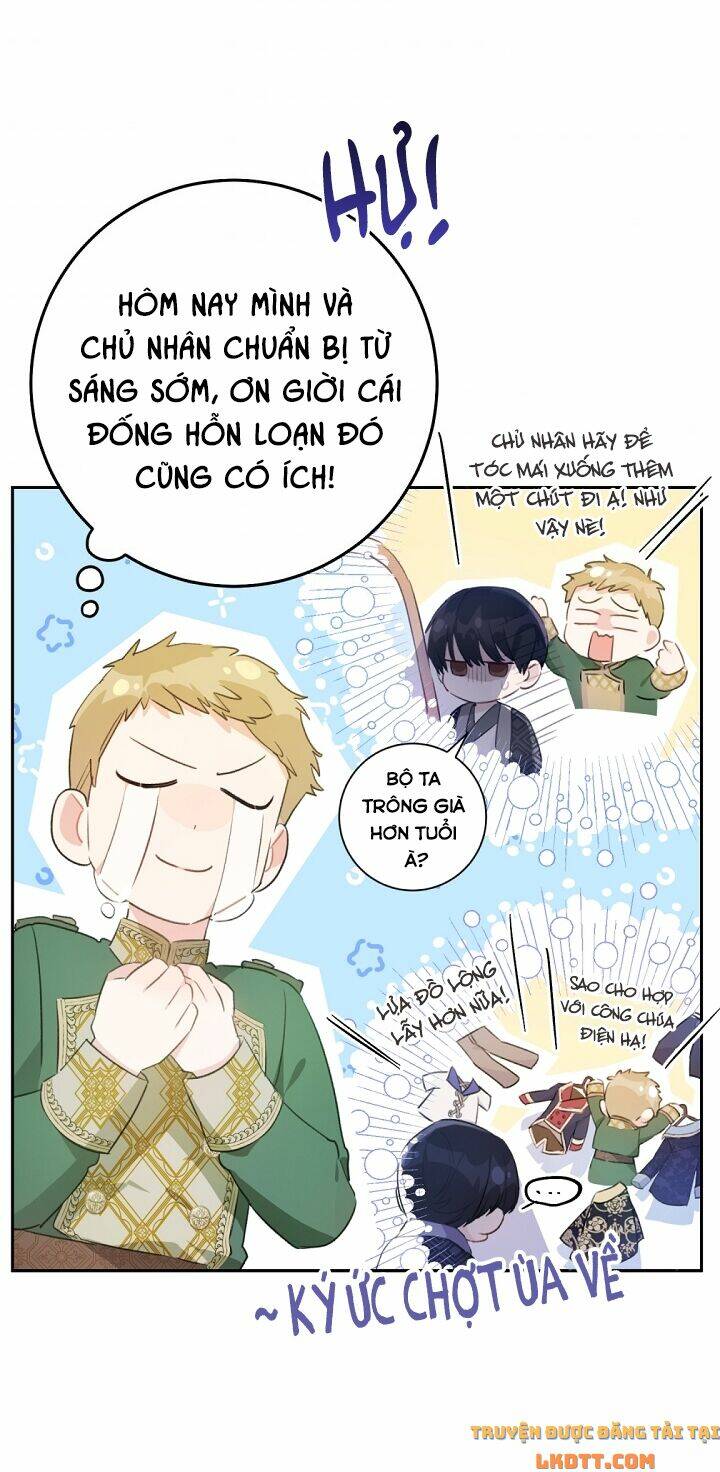 HỰ!
HÔM NAY MÌNH VÀ
CHỦ NHÂN CHUẨN BỊ TỪ
SÁNG SỚM, ƠN GIỜI CÁI
ĐỐNG HỖN LOẠN ĐÓ
CŨNG CÓ ÍCH!
CHỦ NHÂN HÃY ĐỂ
TÓC MÁI XUỐNG THÊM
MỘT CHÚT ĐI Ạ! NHƯ
VẬY NÈ!
BỘ TA
TRÔNG GIÀ
HƠN TUỔI
À?
LỰA ĐỒ LỘNG
LẪY HƠN NỮA!
SAO CHO HỢP
VỚI CÔNG CHÚA
ĐIỆN HẠ!
...
~ KÝ ỨC CHỢT ÙA VỀ
TRUYỆN ĐƯỢC ĐĂNG TẢI TẠI
LKDTT.COM